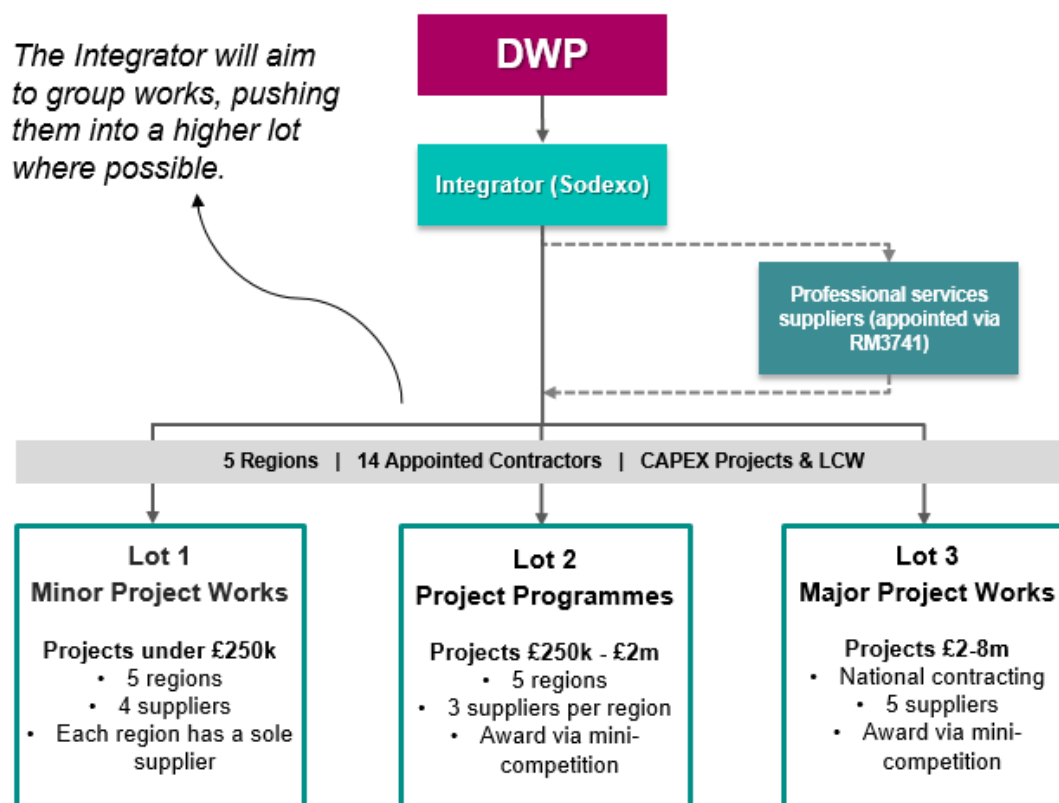 The Integrator will aim
to group works, pushing
them into a higher lot
where possible.
DWP
Integrator (Sodexo)
Professional services
suppliers (appointed via
RM3741)
5 Regions | 14 Appointed Contractors | CAPEX Projects & LCW
Lot 1
Minor Project Works
Projects under £250k
• 5 regions
• 4 suppliers
• Each region has a sole
supplier
Lot 2
Project Programmes
Projects £250k - £2m
• 5 regions
• 3 suppliers per region
• Award via mini-
competition
Lot 3
Major Project Works
Projects £2-8m
• National contracting
• 5 suppliers
• Award via mini-
competition